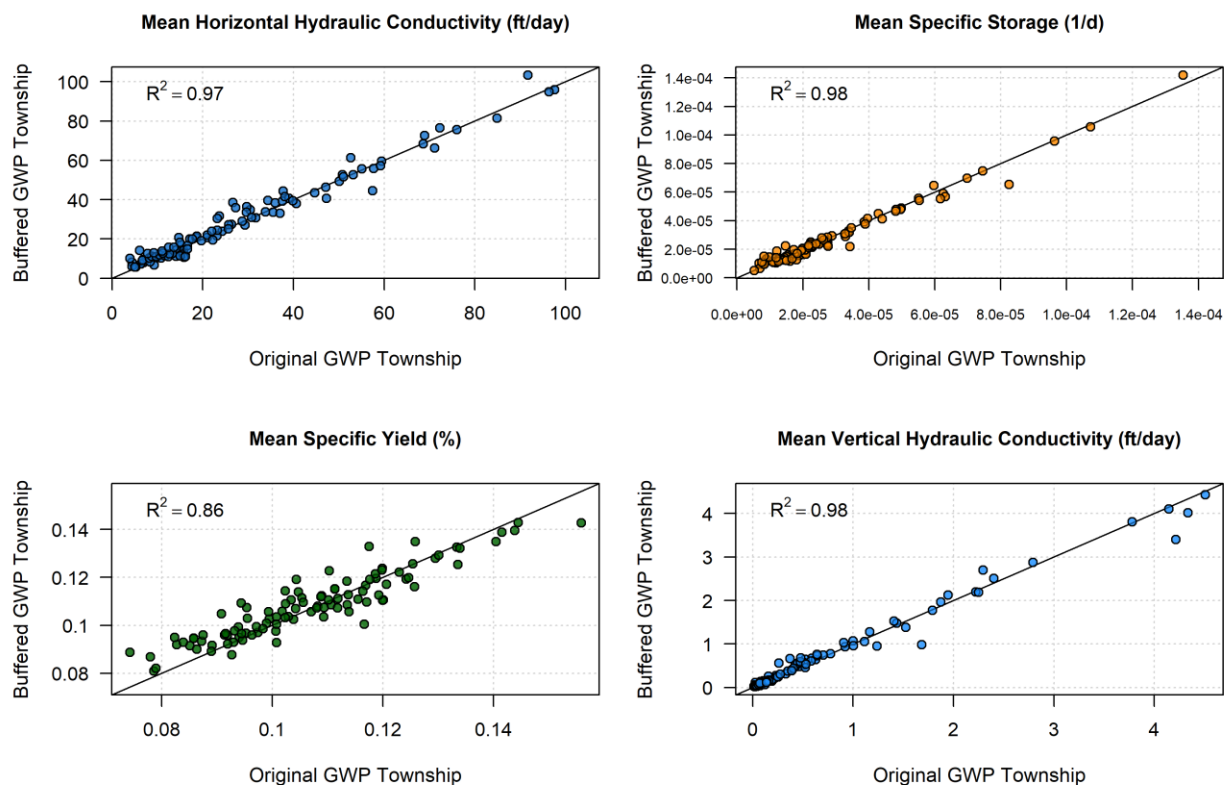 Mean Horizontal Hydraulic Conductivity (ft/day)
Buffered GWP Township
R² = 0.97
100
80
60
40
20
0
0 20 40 60 80 100
Original GWP Township
Mean Specific Storage (1/d)
Buffered GWP Township
R² = 0.98
1.4e-04
1.2e-04
1.0e-04
8.0e-05
6.0e-05
4.0e-05
2.0e-05
0.0e+00
0.0e+00 2.0e-05 4.0e-05 6.0e-05 8.0e-05 1.0e-04 1.2e-04 1.4e-04
Original GWP Township
Mean Specific Yield (%)
Buffered GWP Township
R² = 0.86
0.14
0.12
0.1
0.08
0.08 0.1 0.12 0.14
Original GWP Township
Mean Vertical Hydraulic Conductivity (ft/day)
Buffered GWP Township
R² = 0.98
4
3
2
1
0
0 1 2 3 4
Original GWP Township